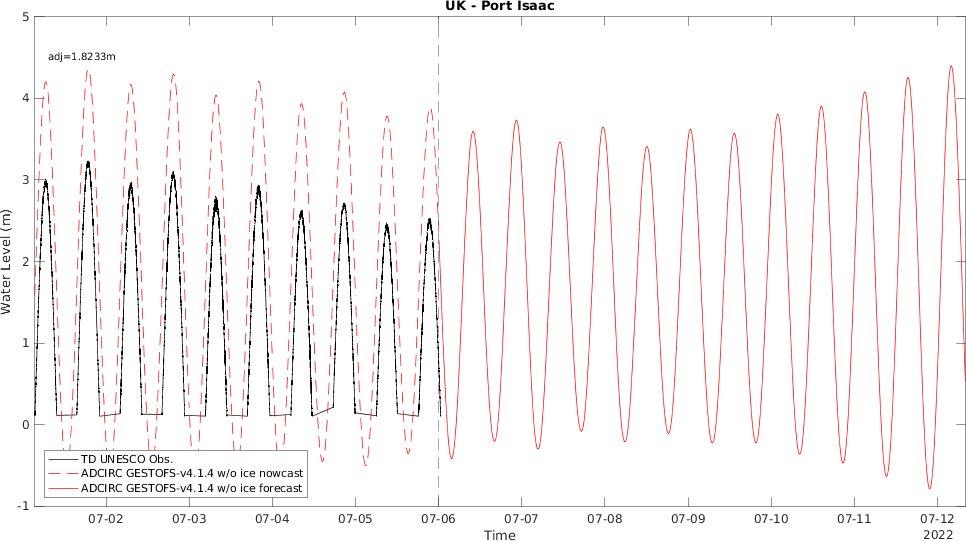 UK - Port Isaac
adj=1.8233m
5
4
3
2
1
0
-1
Water Level (m)
TD UNESCO Obs.
ADCIRC GESTOFS-v4.1.4 w/o ice nowcast
ADCIRC GESTOFS-v4.1.4 w/o ice forecast
07-02 07-03 07-04 07-05 07-06 07-07 07-08 07-09 07-10 07-11 07-12
Time
2022